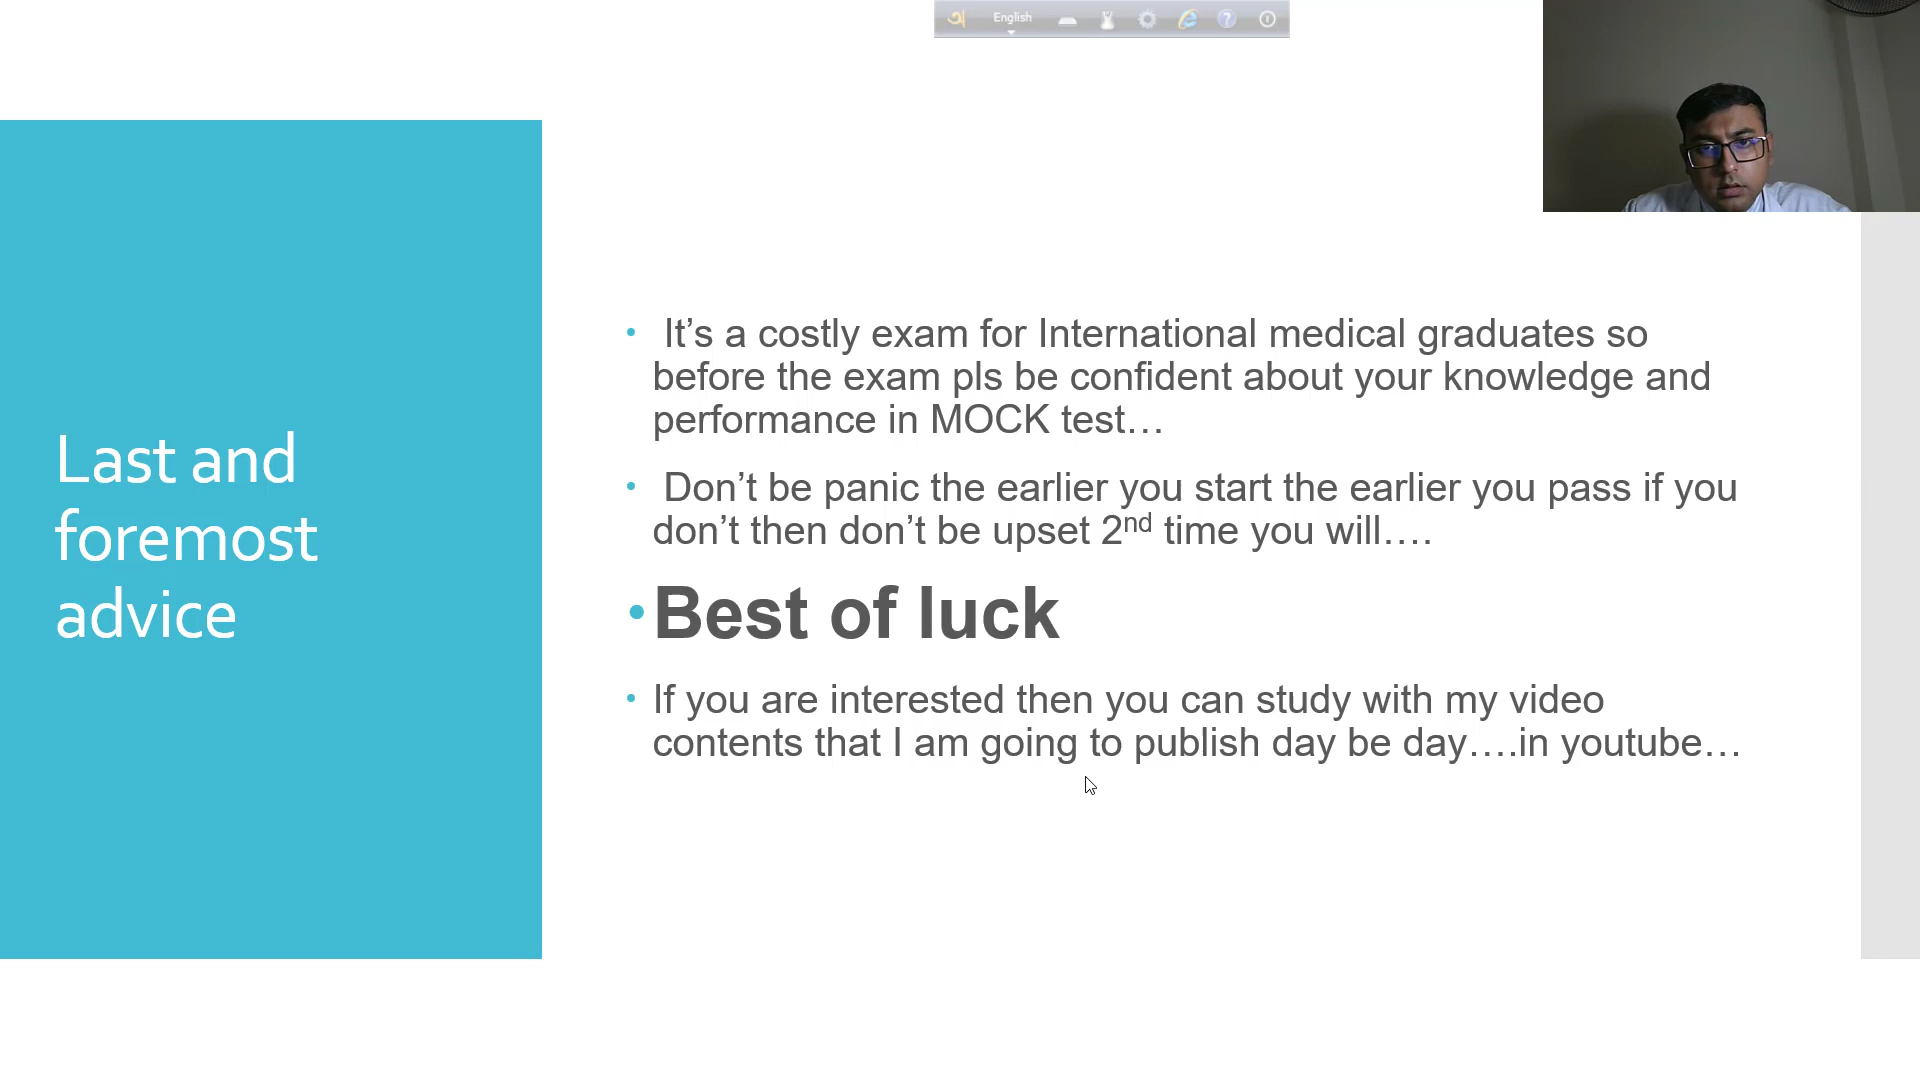 English
Last and
foremost
advice
It’s a costly exam for International medical graduates so
before the exam pls be confident about your knowledge and
performance in MOCK test…
Don’t be panic the earlier you start the earlier you pass if you
don’t then don’t be upset 2nd time you will….
Best of luck
If you are interested then you can study with my video
contents that I am going to publish day be day….in youtube…